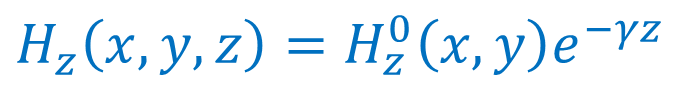 H_z(x, y, z) = H_z^0(x, y)e^{−γz}